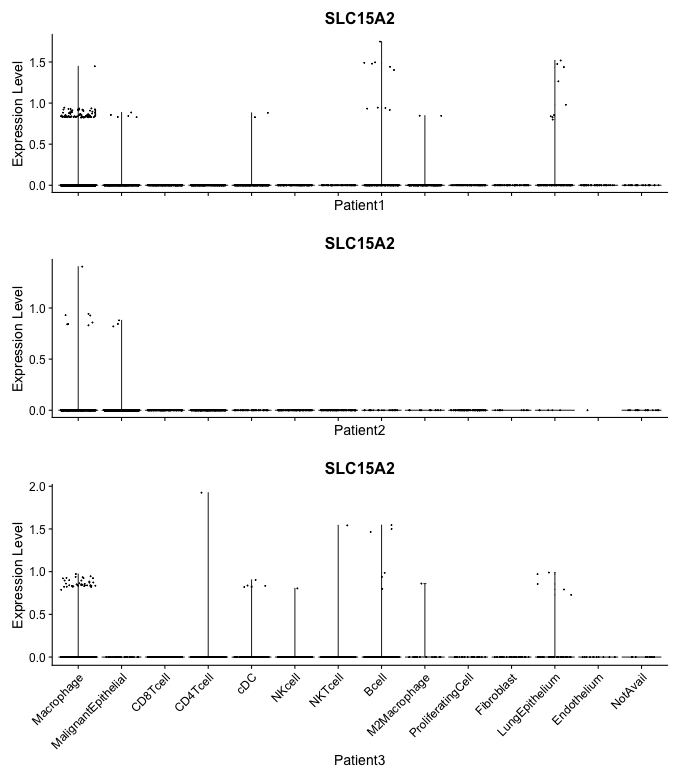 SLC15A2
Expression Level
1.5
1.0
0.5
0.0
Patient1
SLC15A2
Expression Level
1.0
0.5
0.0
Patient2
SLC15A2
Expression Level
2.0
1.5
1.0
0.5
0.0
Macrophage
MalignantEpithelial
CD8Tcell
CD4Tcell
cDC
NKcell
NKTcell
Bcell
M2Macrophage
ProliferatingCell
Fibroblast
LungEpithelium
Endothelium
NotAvail
Patient3